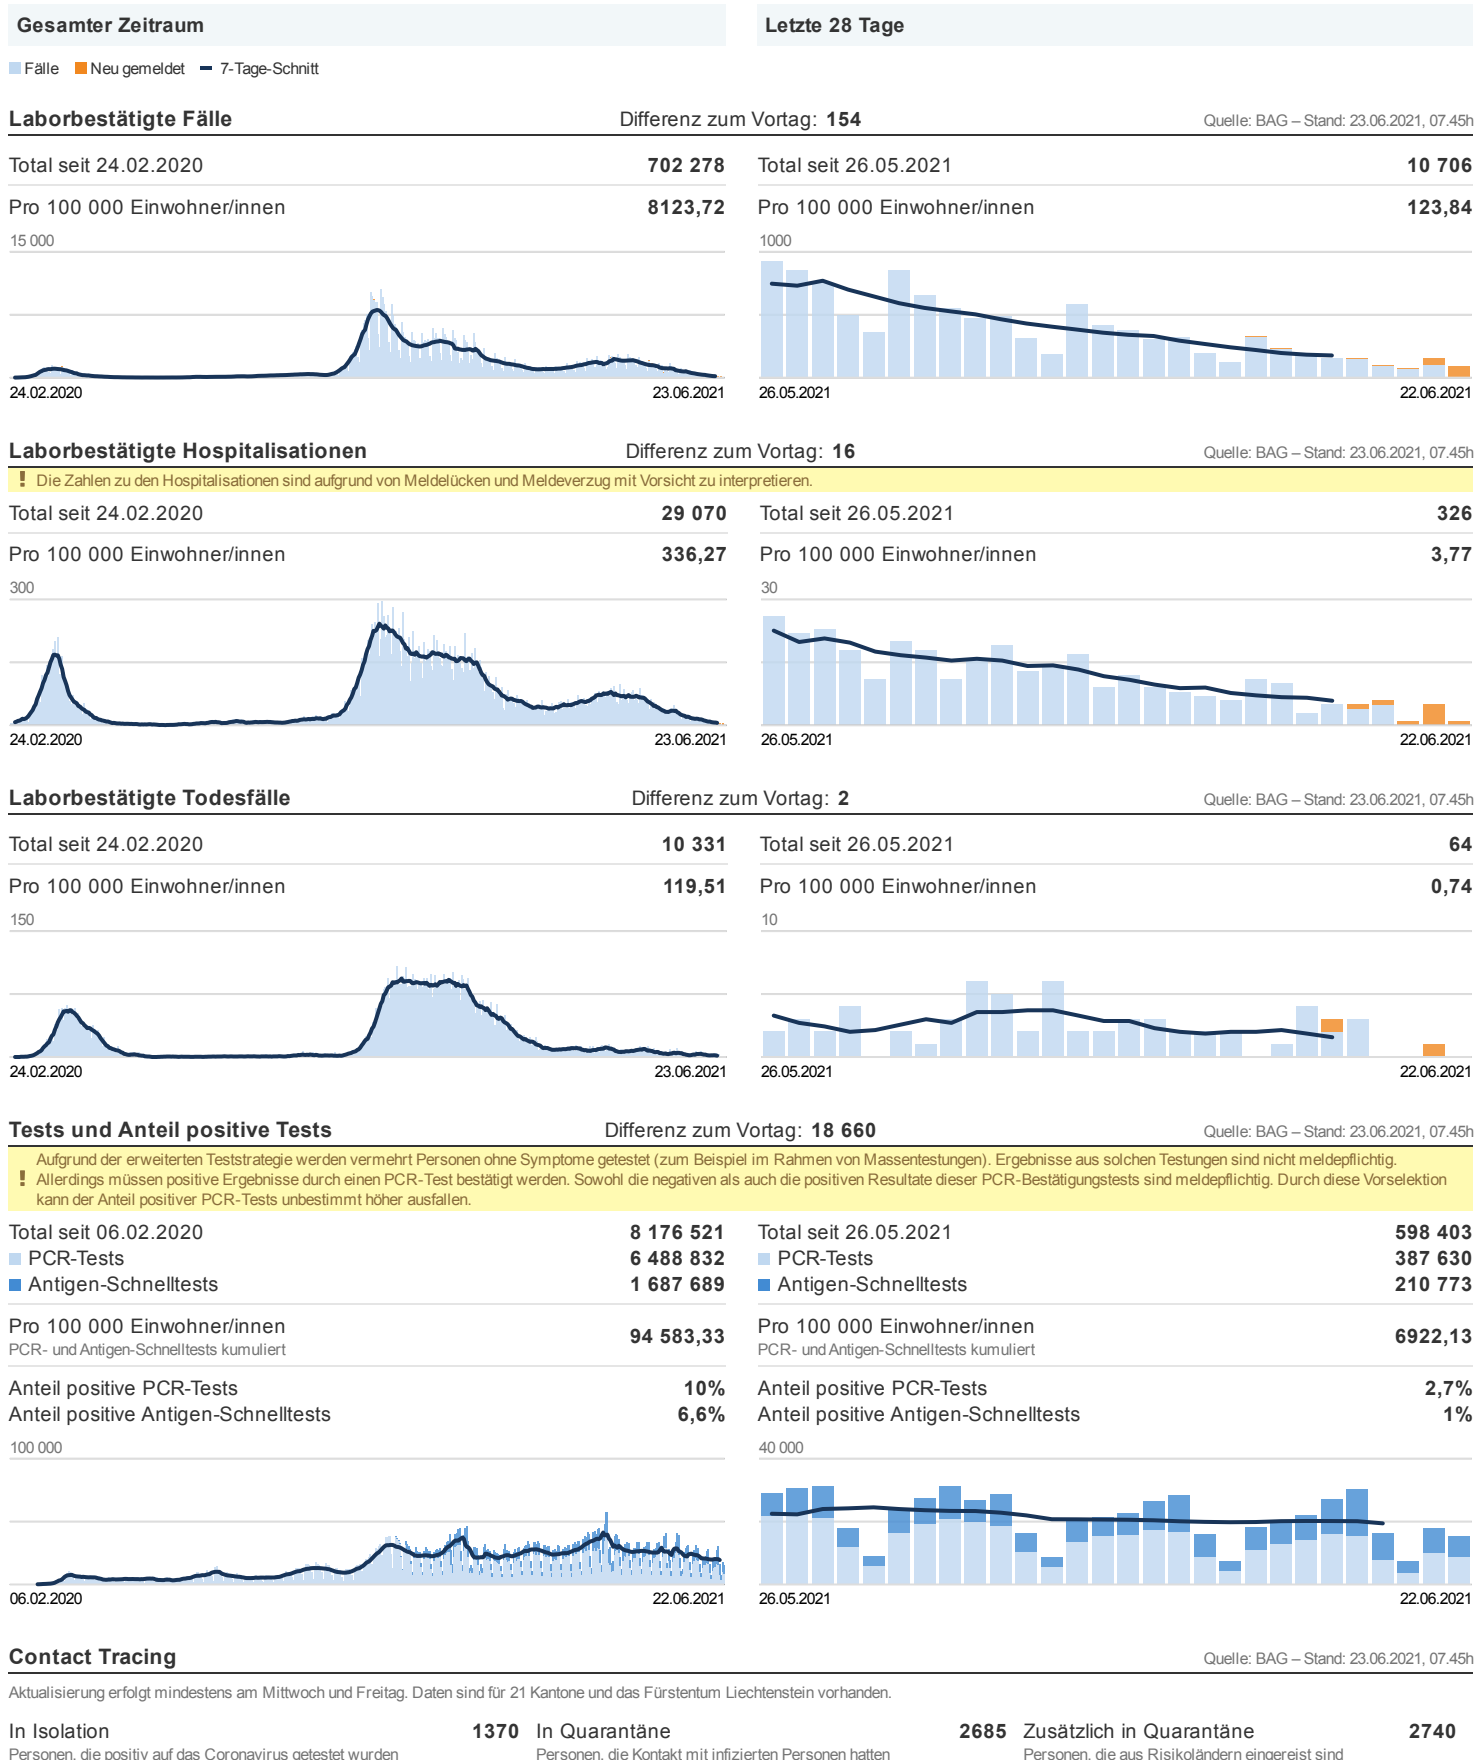 Gesamter Zeitraum
Letzte 28 Tage
Fälle Neu gemeldet 7-Tage-Schnitt
Laborbestätigte Fälle Differenz zum Vortag: 154 Quelle: BAG – Stand: 23.06.2021, 07.45h
Total seit 24.02.2020 702 278 Total seit 26.05.2021 10 706
Pro 100 000 Einwohner/innen 8123,72 Pro 100 000 Einwohner/innen 123,84
15 000 1000
24.02.2020 23.06.2021 26.05.2021 22.06.2021
Laborbestätigte Hospitalisationen Differenz zum Vortag: 16 Quelle: BAG – Stand: 23.06.2021, 07.45h
! Die Zahlen zu den Hospitalisationen sind aufgrund von Meldelücken und Meldeverzug mit Vorsicht zu interpretieren.
Total seit 24.02.2020 29 070 Total seit 26.05.2021 326
Pro 100 000 Einwohner/innen 336,27 Pro 100 000 Einwohner/innen 3,77
300 30
24.02.2020 23.06.2021 26.05.2021 22.06.2021
Laborbestätigte Todesfälle Differenz zum Vortag: 2 Quelle: BAG – Stand: 23.06.2021, 07.45h
Total seit 24.02.2020 10 331 Total seit 26.05.2021 64
Pro 100 000 Einwohner/innen 119,51 Pro 100 000 Einwohner/innen 0,74
150 10
24.02.2020 23.06.2021 26.05.2021 22.06.2021
Tests und Anteil positive Tests Differenz zum Vortag: 18 660 Quelle: BAG – Stand: 23.06.2021, 07.45h
Aufgrund der erweiterten Teststrategie werden vermehrt Personen ohne Symptome getestet (zum Beispiel im Rahmen von Massentestungen). Ergebnisse aus solchen Testungen sind nicht meldepflichtig.
! Allerdings müssen positive Ergebnisse durch einen PCR-Test bestätigt werden. Sowohl die negativen als auch die positiven Resultate dieser PCR-Bestätigungstests sind meldepflichtig. Durch diese Vorselektion
kann der Anteil positiver PCR-Tests unbestimmt höher ausfallen.
Total seit 06.02.2020 8 176 521 Total seit 26.05.2021 598 403
PCR-Tests 6 488 832 PCR-Tests 387 630
Antigen-Schnelltests 1 687 689 Antigen-Schnelltests 210 773
Pro 100 000 Einwohner/innen 94 583,33 Pro 100 000 Einwohner/innen 6922,13
PCR- und Antigen-Schnelltests kumuliert PCR- und Antigen-Schnelltests kumuliert
Anteil positive PCR-Tests 10% Anteil positive PCR-Tests 2,7%
Anteil positive Antigen-Schnelltests 6,6% Anteil positive Antigen-Schnelltests 1%
100 000 40 000
06.02.2020 22.06.2021 26.05.2021 22.06.2021
Contact Tracing Quelle: BAG – Stand: 23.06.2021, 07.45h
Aktualisierung erfolgt mindestens am Mittwoch und Freitag. Daten sind für 21 Kantone und das Fürstentum Liechtenstein vorhanden.
In Isolation 1370 In Quarantäne 2685 Zusätzlich in Quarantäne 2740
Personen, die positiv auf das Coronavirus getestet wurden Personen, die Kontakt mit infizierten Personen hatten Personen, die aus Risikoländern eingereist sind